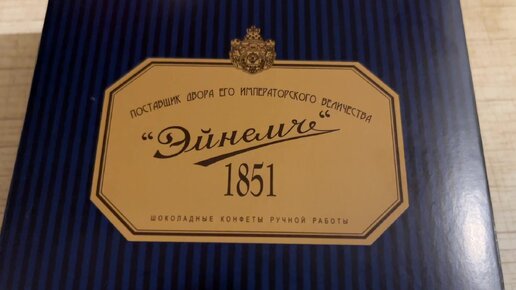 ПОСТАВЩИК ДВОРА ЕГО ИМПЕРАТОРСКОГО ВЕЛИЧЕСТВА
"Эйнемъ"
1851
ШОКОЛАДНЫЕ КОНФЕТЫ РУЧНОЙ РАБОТЫ